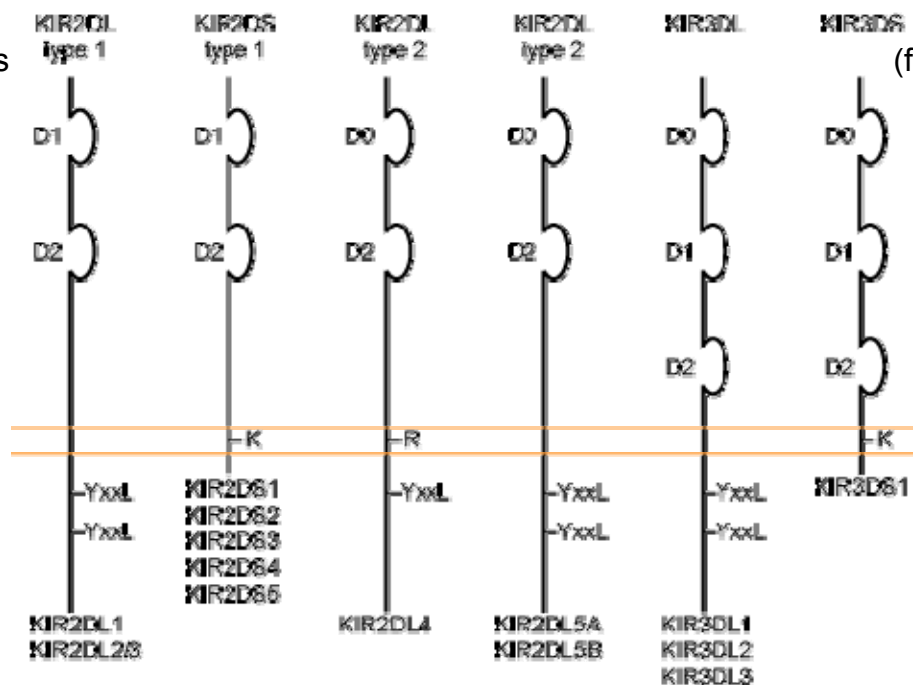 KIR2DL KIR2DS KIR2DL KIR2DL KIR3DL KIR3DS
type 1 type 1 type 2 type 2
s (f
D1 D1 D0 D0 D0 D0
D2 D2 D2 D2 D1 D1
D2 D2
K R K
YxxL YxxL YxxL YxxL
YxxL YxxL YxxL
KIR2DS1 KIR3DS1
KIR2DS2
KIR2DS3
KIR2DS4
KIR2DS5
KIR2DL1 KIR2DL4 KIR2DL5A KIR3DL1
KIR2DL2/3 KIR2DL5B KIR3DL2
KIR3DL3